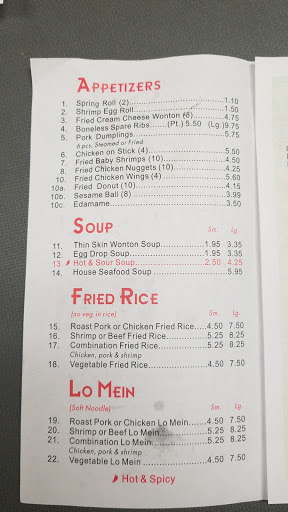 APPETIZERS
1. Spring Roll (2)..............................1.10
2. Shrimp Egg Roll............................1.50
3. Fried Cream Cheese Wonton (8).......4.75
4. Boneless Spare Ribs......(Pt.) 5.50 (Lg.)9.75
5. Pork Dumplings..............................5.75
6 pcs, Steamed or Fried
6. Chicken on Stick (4)........................5.50
7. Fried Baby Shrimps (10)..................4.50
8. Fried Chicken Nuggets (10)..............4.25
10. Fried Chicken Wings (4)..................5.60
10a. Fried Donut (10)............................4.15
10b. Sesame Ball (8).............................3.99
10c. Edamame......................................3.50
SOUP
Sm. Lg.
11. Thin Skin Wonton Soup...........1.95 3.35
12. Egg Drop Soup......................1.95 3.35
13. Hot & Sour Soup....................2.50 4.25
14. House Seafood Soup......................5.95
FRIED RICE
(no veg. in rice) Sm. Lg.
15. Roast Pork or Chicken Fried Rice.....4.50 7.50
16. Shrimp or Beef Fried Rice.........5.25 8.25
17. Combination Fried Rice............5.25 8.25
Chicken, pork & shrimp
18. Vegetable Fried Rice................4.50 7.50
LO MEIN
(Soft Noodle) Sm. Lg.
19. Roast Pork or Chicken Lo Mein......4.50 7.50
20. Shrimp or Beef Lo Mein............5.25 8.25
21. Combination Lo Mein...............5.25 8.25
Chicken, pork & shrimp
22. Vegetable Lo Mein ..................4.50 7.50
Hot & Spicy